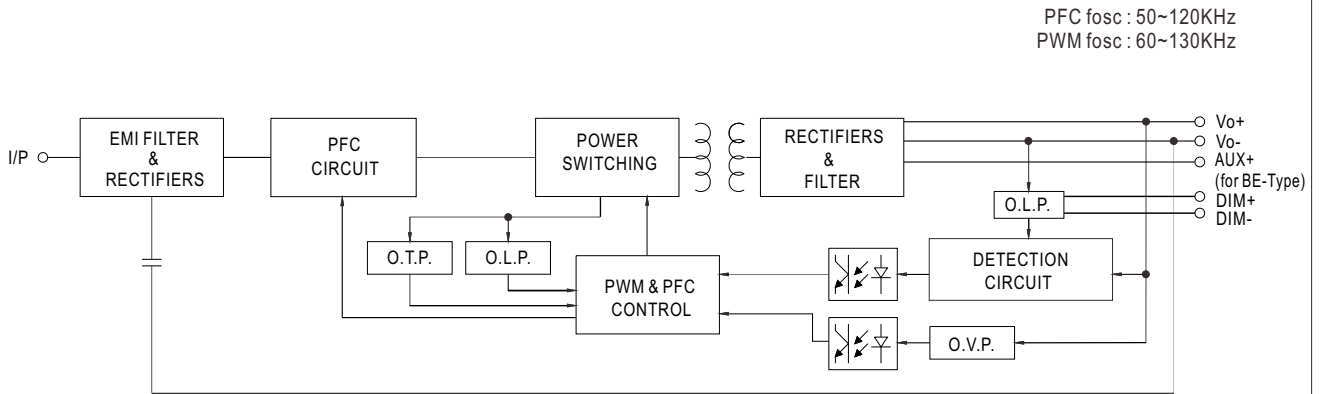 PFC fosc : 50~120KHz
PWM fosc : 60~130KHz
I/P
EMI FILTER
&
RECTIFIERS
PFC
CIRCUIT
POWER
SWITCHING
RECTIFIERS
&
FILTER
Vo+
Vo-
AUX+
(for BE-Type)
DIM+
DIM-
O.L.P.
O.T.P.
O.L.P.
PWM & PFC
CONTROL
DETECTION
CIRCUIT
O.V.P.